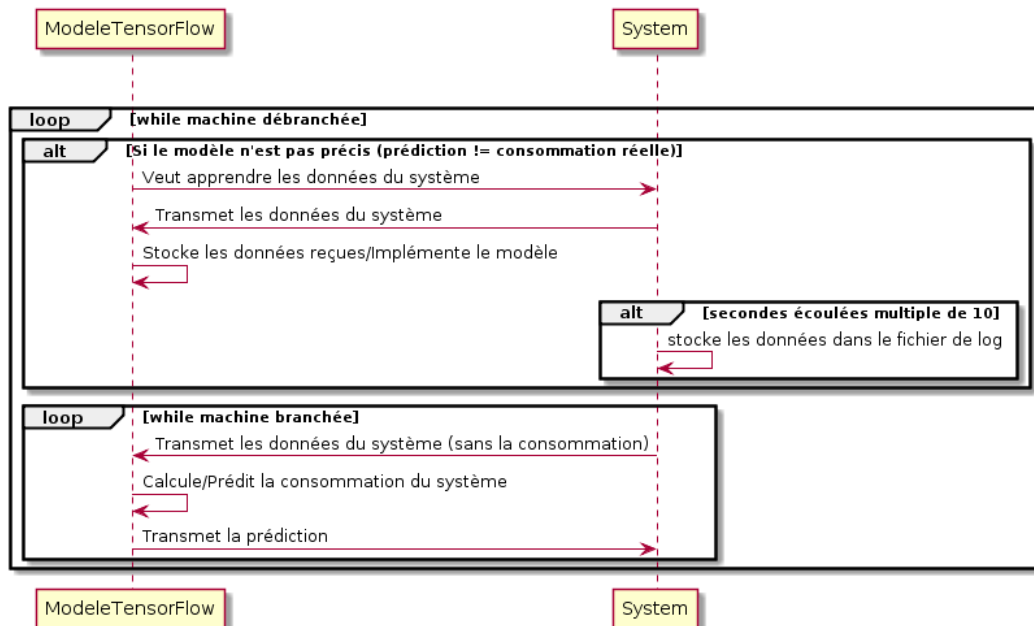 ModeleTensorFlow System
loop [while machine débranchée]
alt [Si le modèle n'est pas précis (prédiction != consommation réelle)]
Veut apprendre les données du système
Transmet les données du système
Stocke les données reçues/Implémente le modèle
alt [secondes écoulées multiple de 10]
stocke les données dans le fichier de log
loop [while machine branchée]
Transmet les données du système (sans la consommation)
Calcule/Prédit la consommation du système
Transmet la prédiction
ModeleTensorFlow System